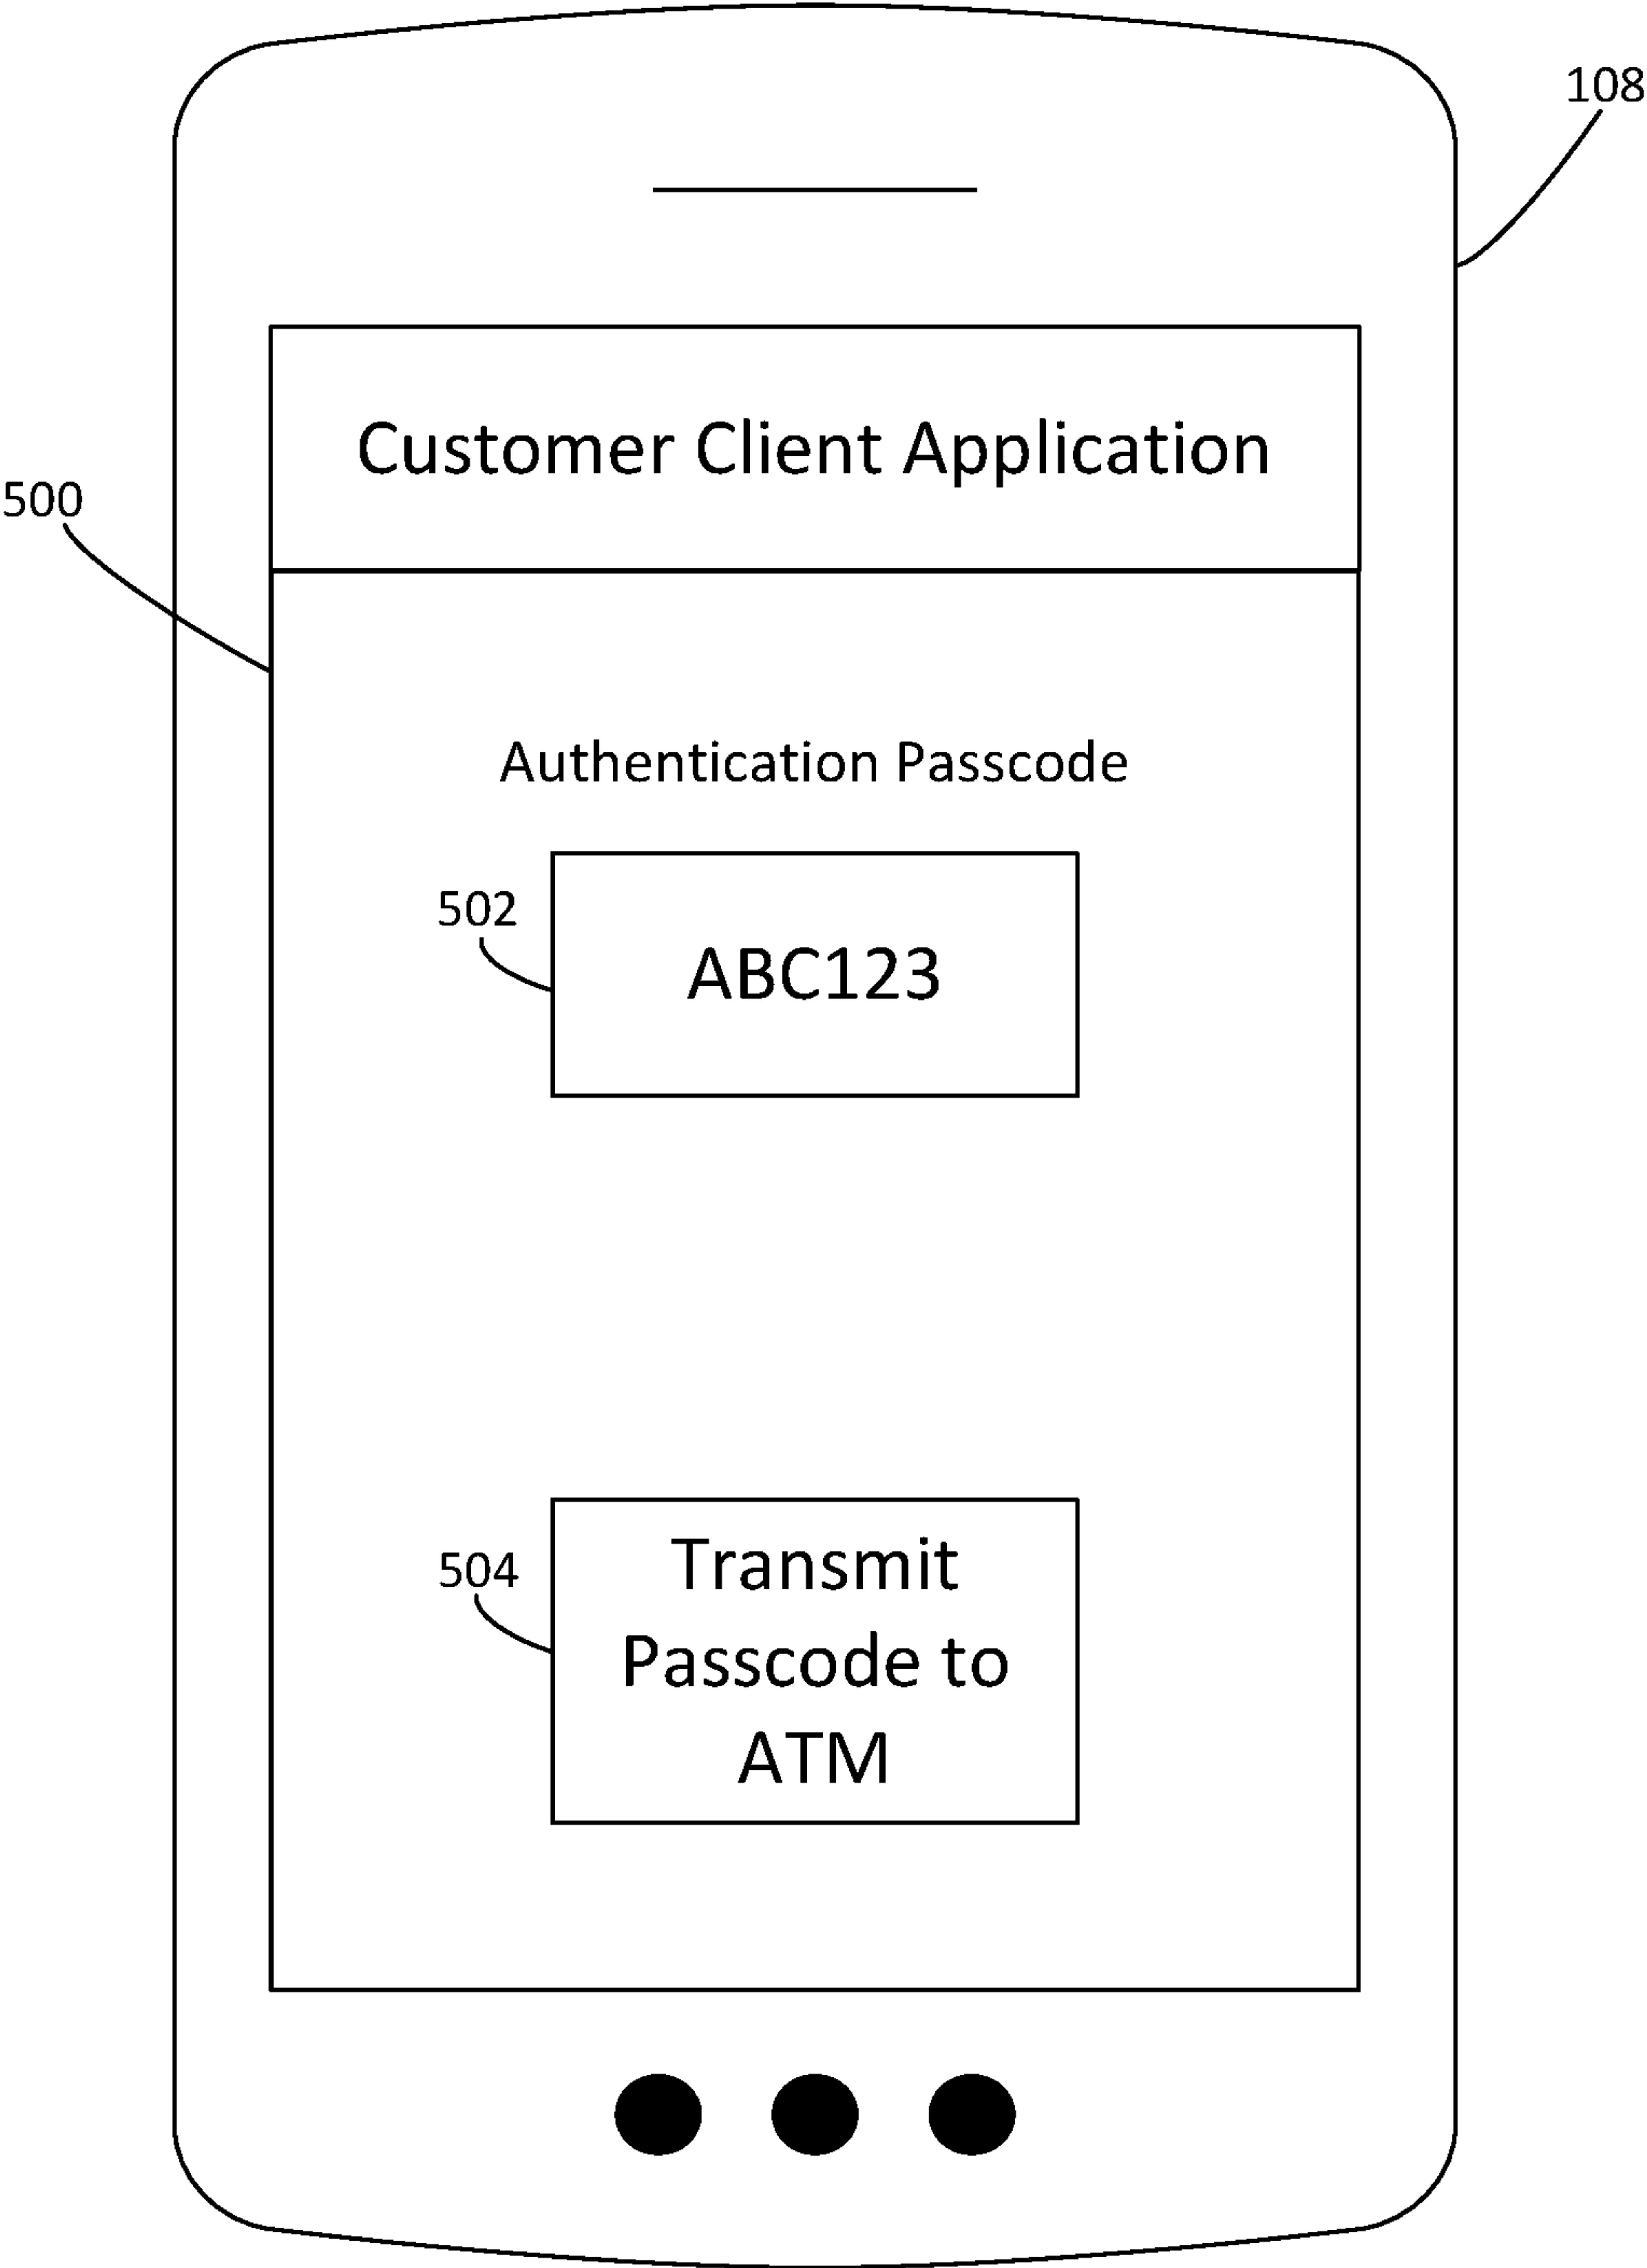 108
Customer Client Application
500
Authentication Passcode
502
ABC123
504
Transmit
Passcode to
ATM